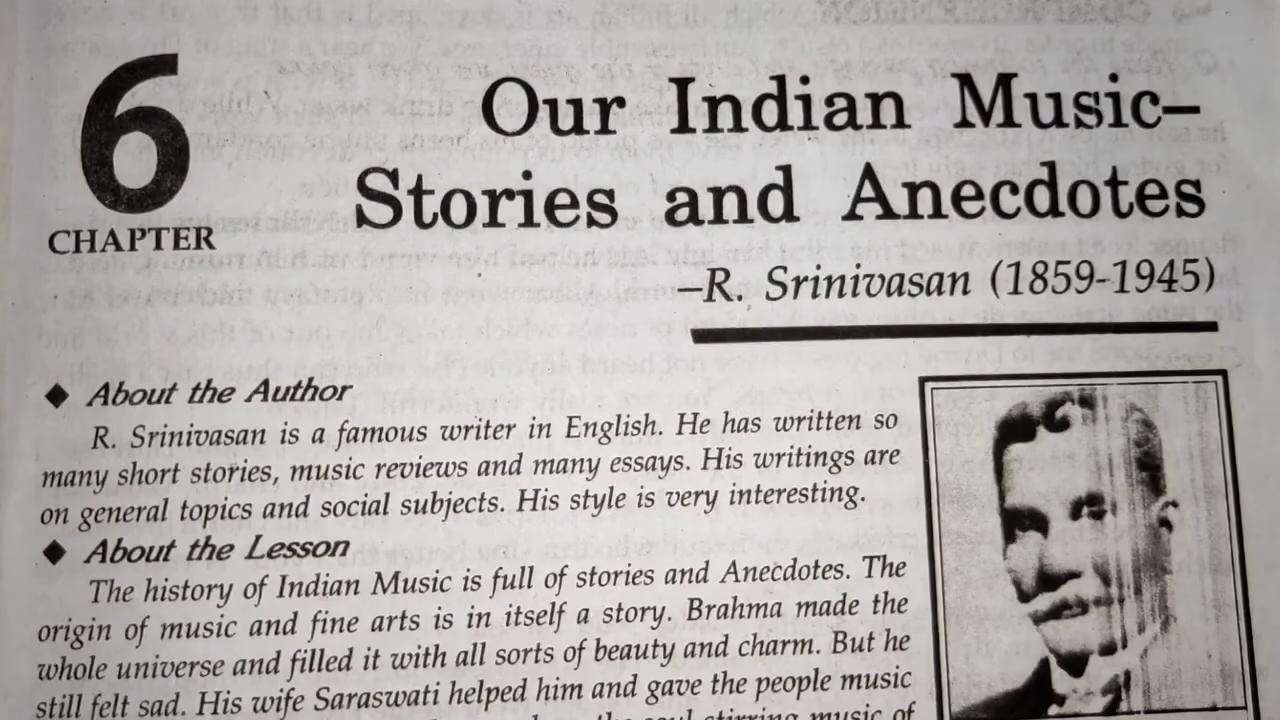 6
CHAPTER
Our Indian Music–
Stories and Anecdotes
—R. Srinivasan (1859-1945)
◆ About the Author
R. Srinivasan is a famous writer in English. He has written so
many short stories, music reviews and many essays. His writings are
on general topics and social subjects. His style is very interesting.
◆ About the Lesson
The history of Indian Music is full of stories and Anecdotes. The
origin of music and fine arts is in itself a story. Brahma made the
whole universe and filled it with all sorts of beauty and charm. But he
still felt sad. His wife Saraswati helped him and gave the people music
the soul stirring music of